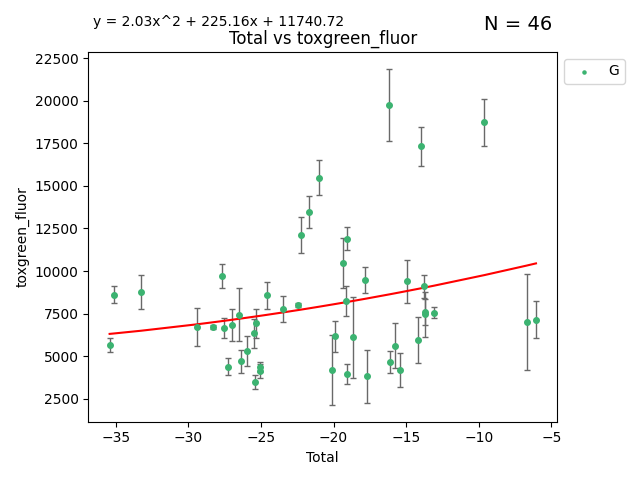 y = 2.03x^2 + 225.16x + 11740.72
N = 46
Total vs toxgreen_fluor
G
22500
20000
17500
15000
12500
10000
7500
5000
2500
toxgreen_fluor
−35 −30 −25 −20 −15 −10 −5
Total